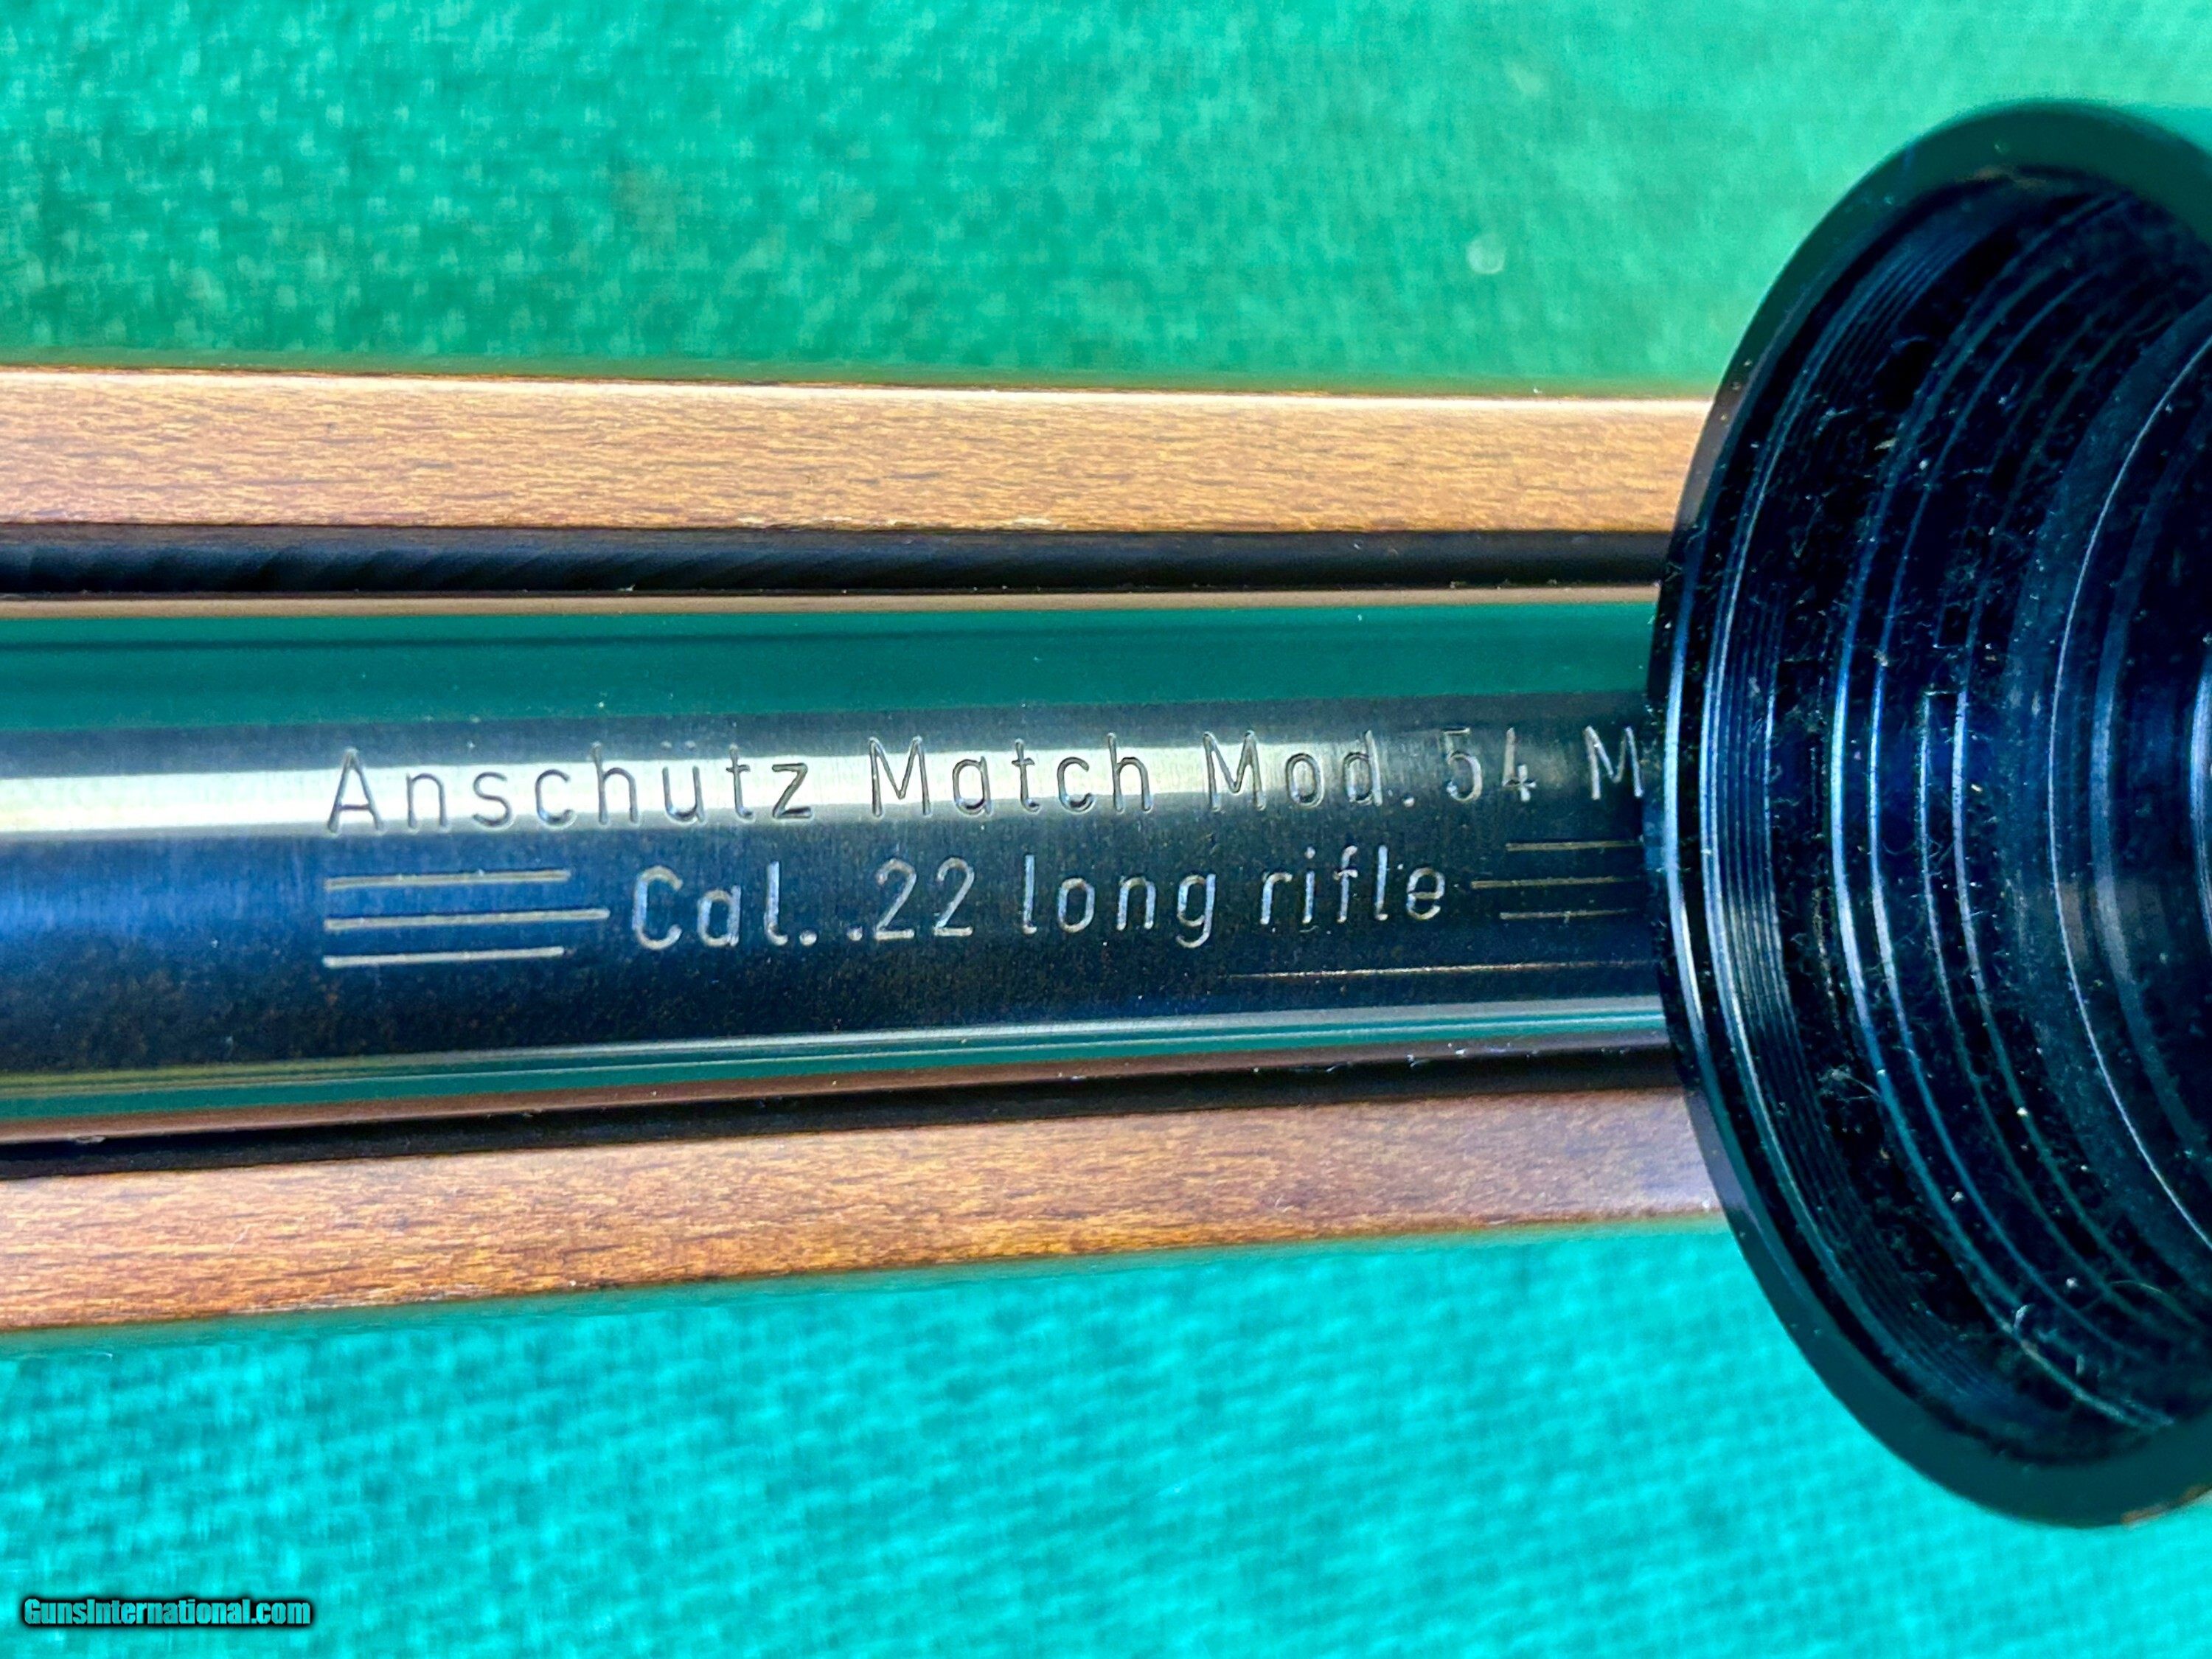 Anschütz Match Mod. 54 M
Cal. .22 long rifle
GunsInternational.com